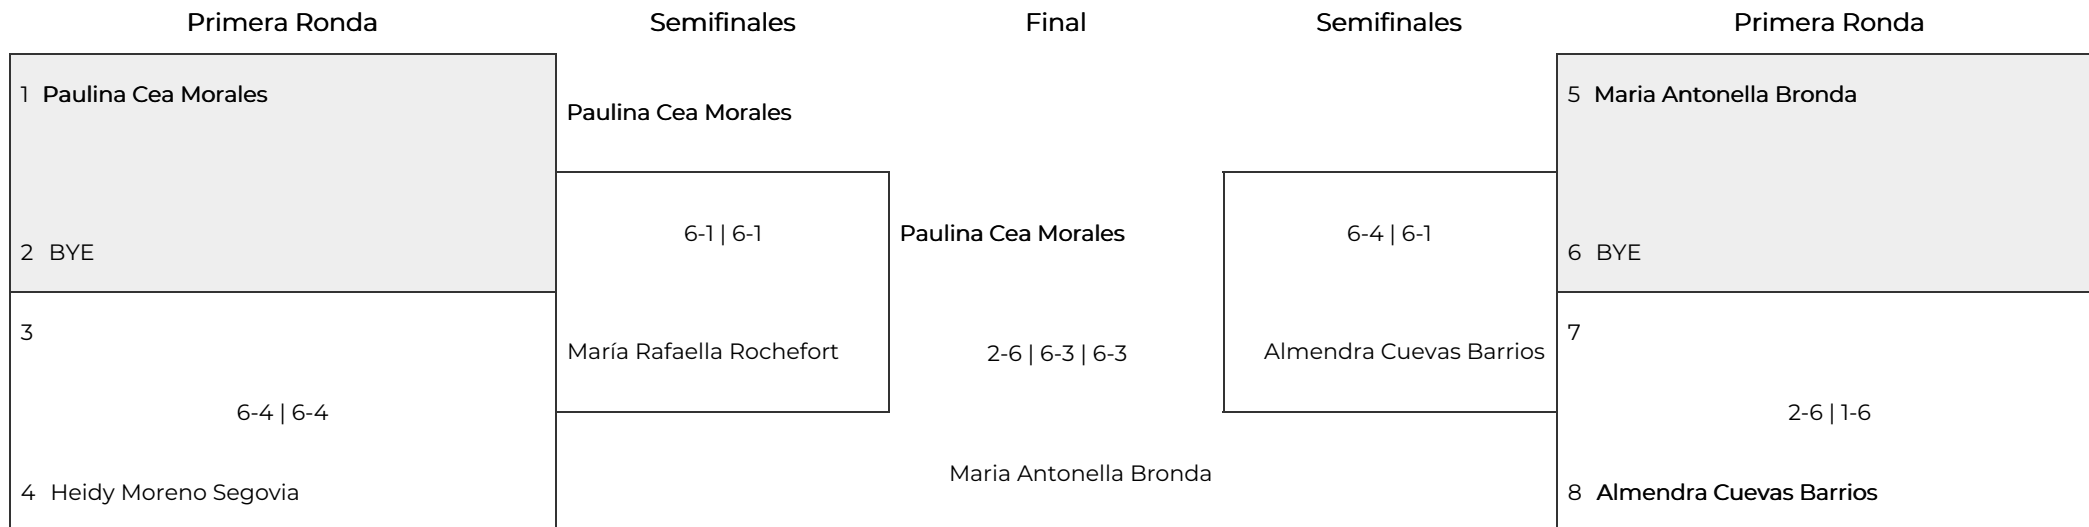 Primera Ronda
Semifinales
Final
Semifinales
Primera Ronda
1 Paulina Cea Morales
2 BYE
3
6-4 | 6-4
4 Heidy Moreno Segovia
Paulina Cea Morales
6-1 | 6-1
María Rafaella Rochefort
Paulina Cea Morales
2-6 | 6-3 | 6-3
Maria Antonella Bronda
6-4 | 6-1
Almendra Cuevas Barrios
5 Maria Antonella Bronda
6 BYE
7
2-6 | 1-6
8 Almendra Cuevas Barrios